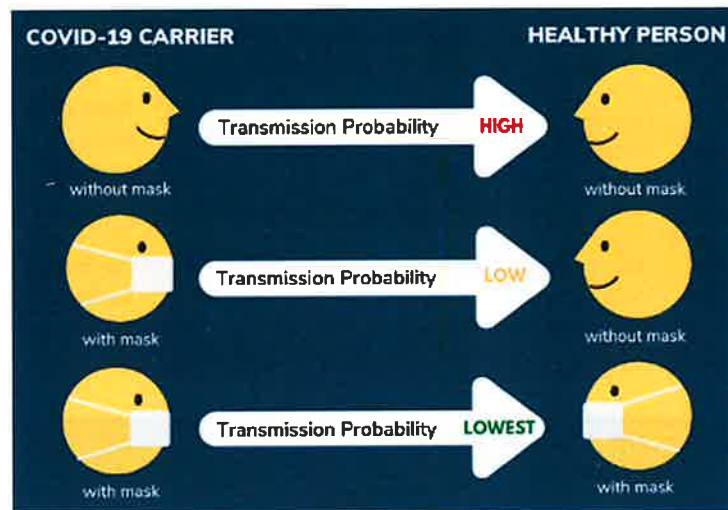 COVID-19 CARRIER
HEALTHY PERSON
Transmission Probability HIGH
without mask
without mask
Transmission Probability LOW
with mask
without mask
Transmission Probability LOWEST
with mask
with mask